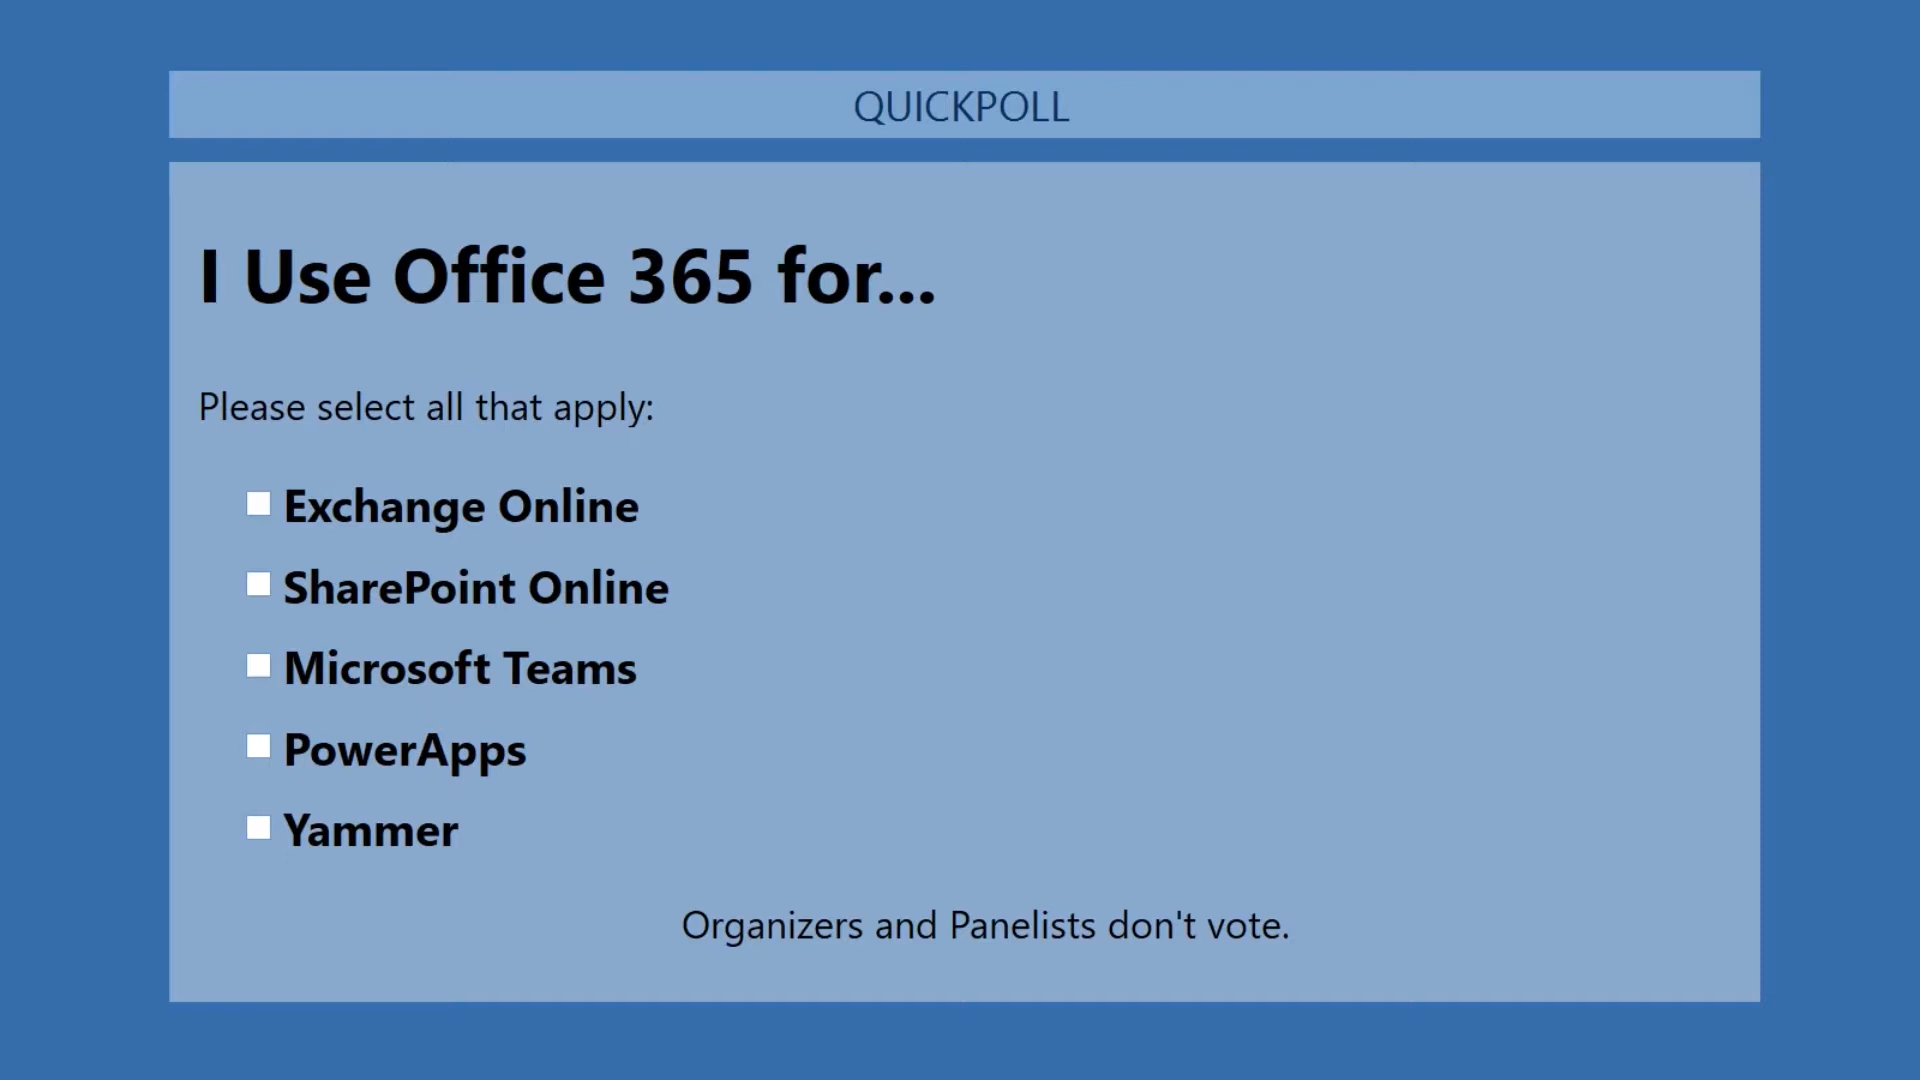 QUICKPOLL
I Use Office 365 for...
Please select all that apply:
Exchange Online
SharePoint Online
Microsoft Teams
PowerApps
Yammer
Organizers and Panelists don't vote.